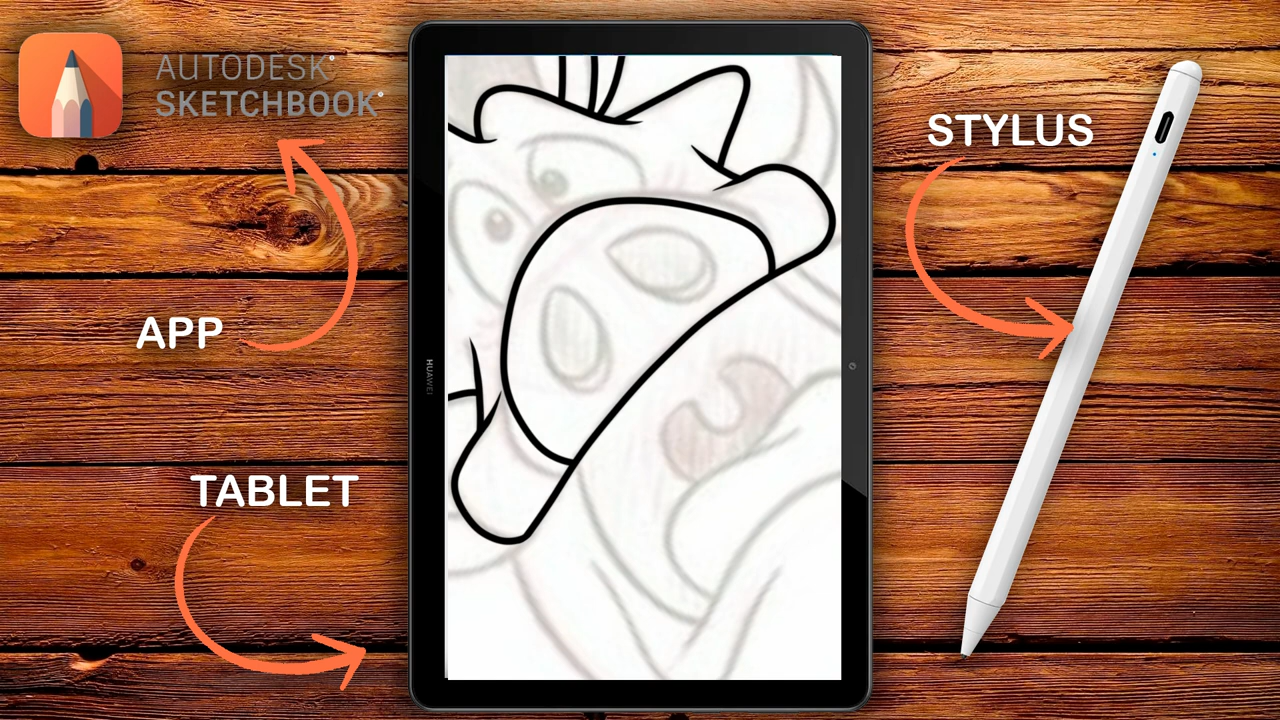 AUTODESK®
SKETCHBOOK®
APP
STYLUS
TABLET
HUAWEI